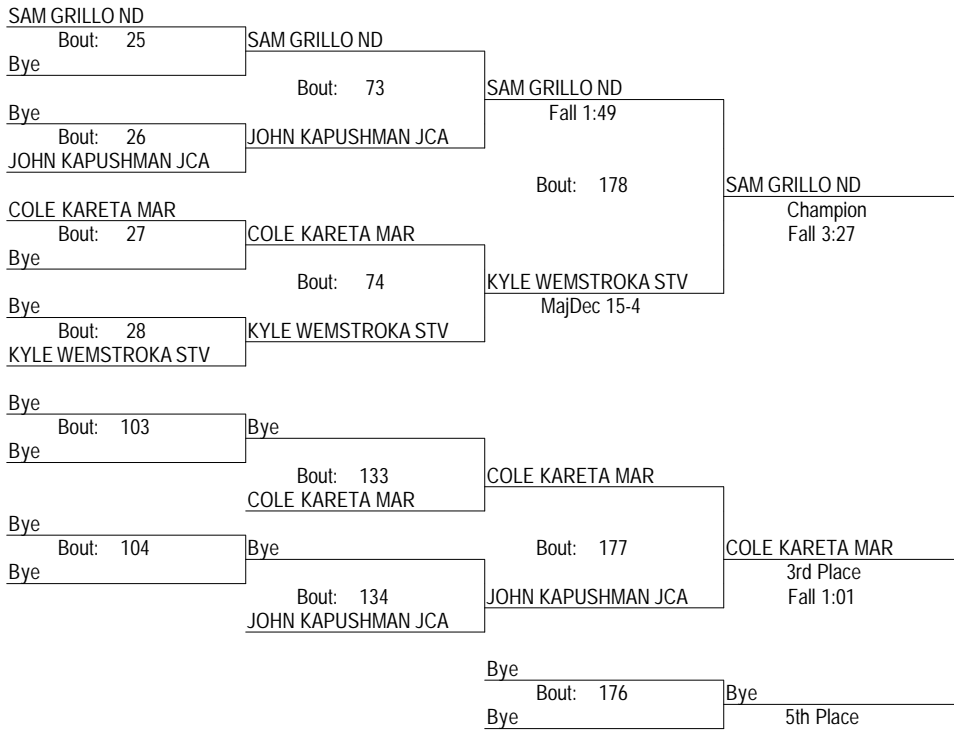 SAM GRILLO ND
Bout: 25
SAM GRILLO ND
Bye
Bout: 73
SAM GRILLO ND
Bye
Fall 1:49
Bout: 26
JOHN KAPUSHMAN JCA
JOHN KAPUSHMAN JCA
Bout: 178
SAM GRILLO ND
COLE KARETA MAR
Champion
Bout: 27
COLE KARETA MAR
Fall 3:27
Bye
Bout: 74
KYLE WEMSTROKA STV
Bye
MajDec 15-4
Bout: 28
KYLE WEMSTROKA STV
KYLE WEMSTROKA STV
Bye
Bout: 103
Bye
Bye
Bout: 133
COLE KARETA MAR
COLE KARETA MAR
Bye
Bout: 104
Bye
Bout: 177
COLE KARETA MAR
Bye
3rd Place
Bout: 134
JOHN KAPUSHMAN JCA
Fall 1:01
JOHN KAPUSHMAN JCA
Bye
Bout: 176
Bye
Bye
5th Place